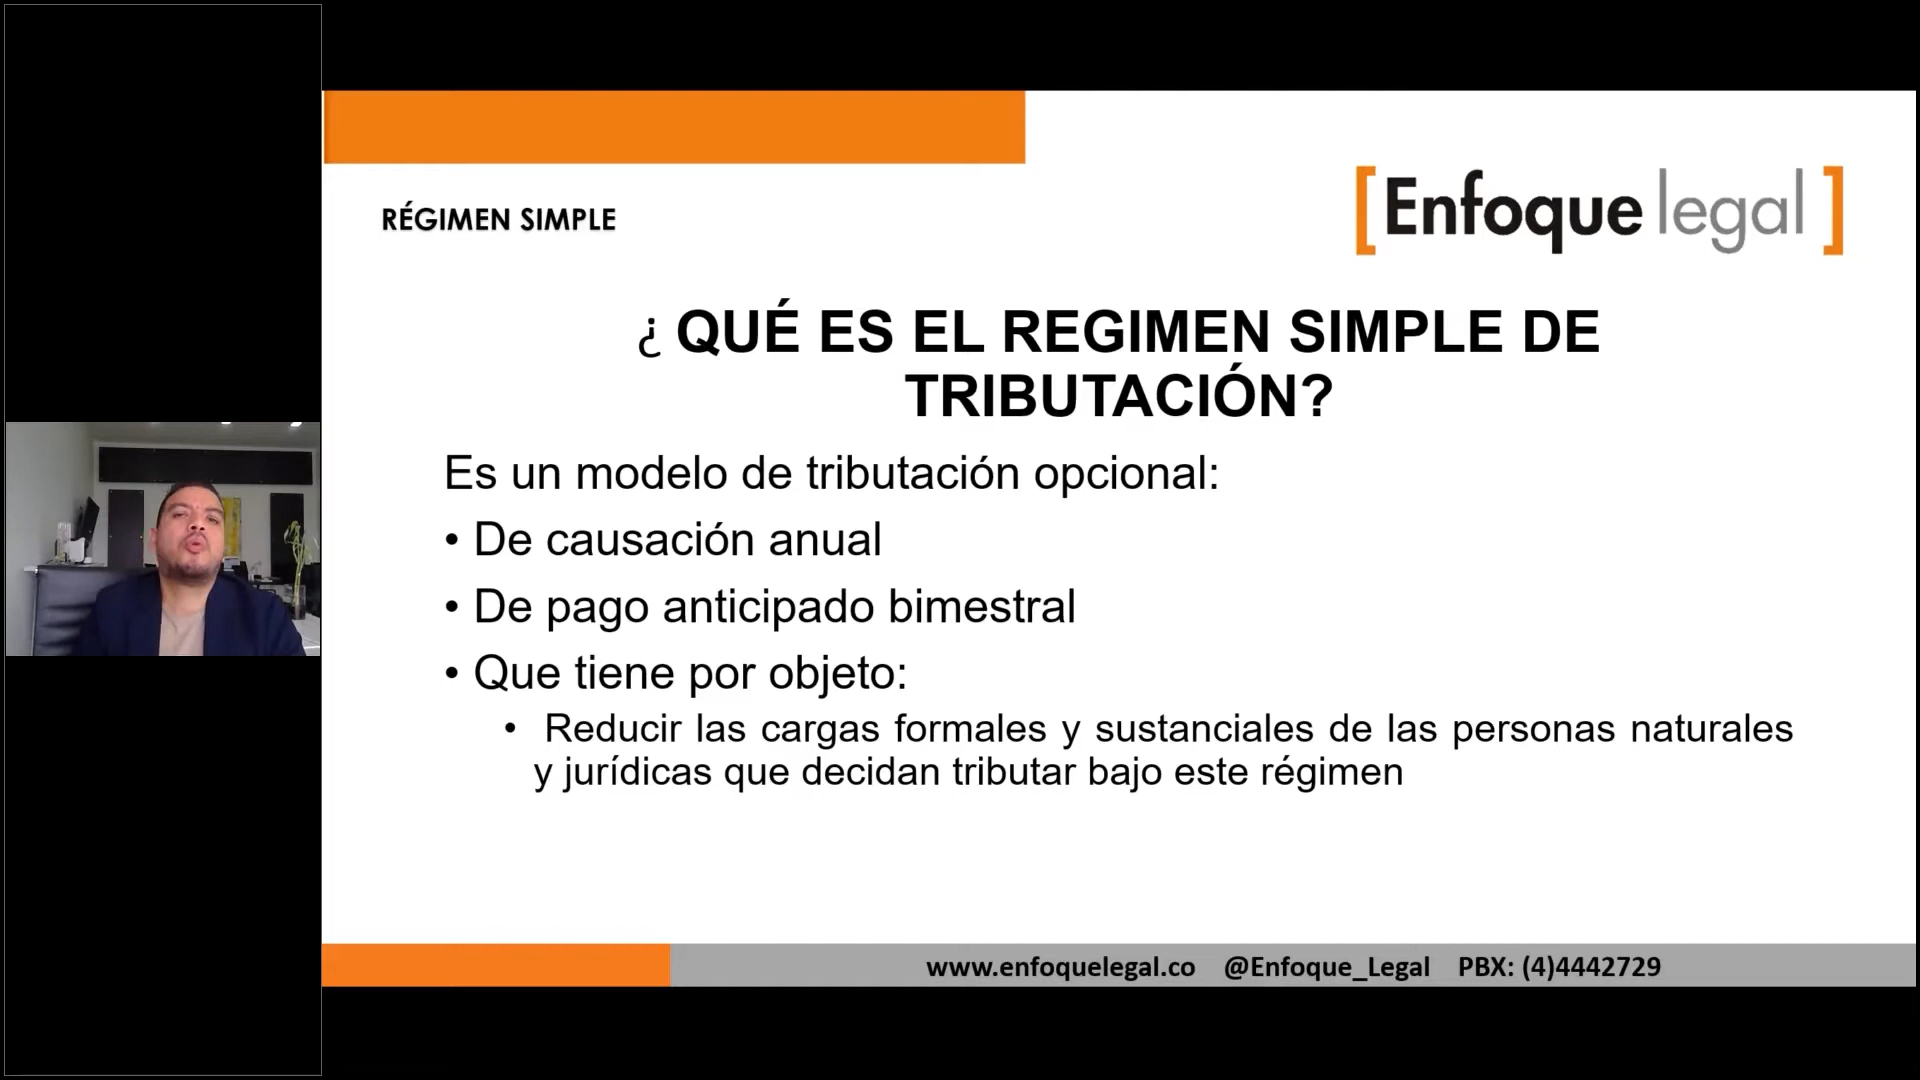 RÉGIMEN SIMPLE
[Enfoque legal]
¿ QUÉ ES EL REGIMEN SIMPLE DE
TRIBUTACIÓN?
Es un modelo de tributación opcional:
• De causación anual
• De pago anticipado bimestral
• Que tiene por objeto:
• Reducir las cargas formales y sustanciales de las personas naturales
y jurídicas que decidan tributar bajo este régimen
www.enfoquelegal.co @Enfoque_Legal PBX: (4)4442729